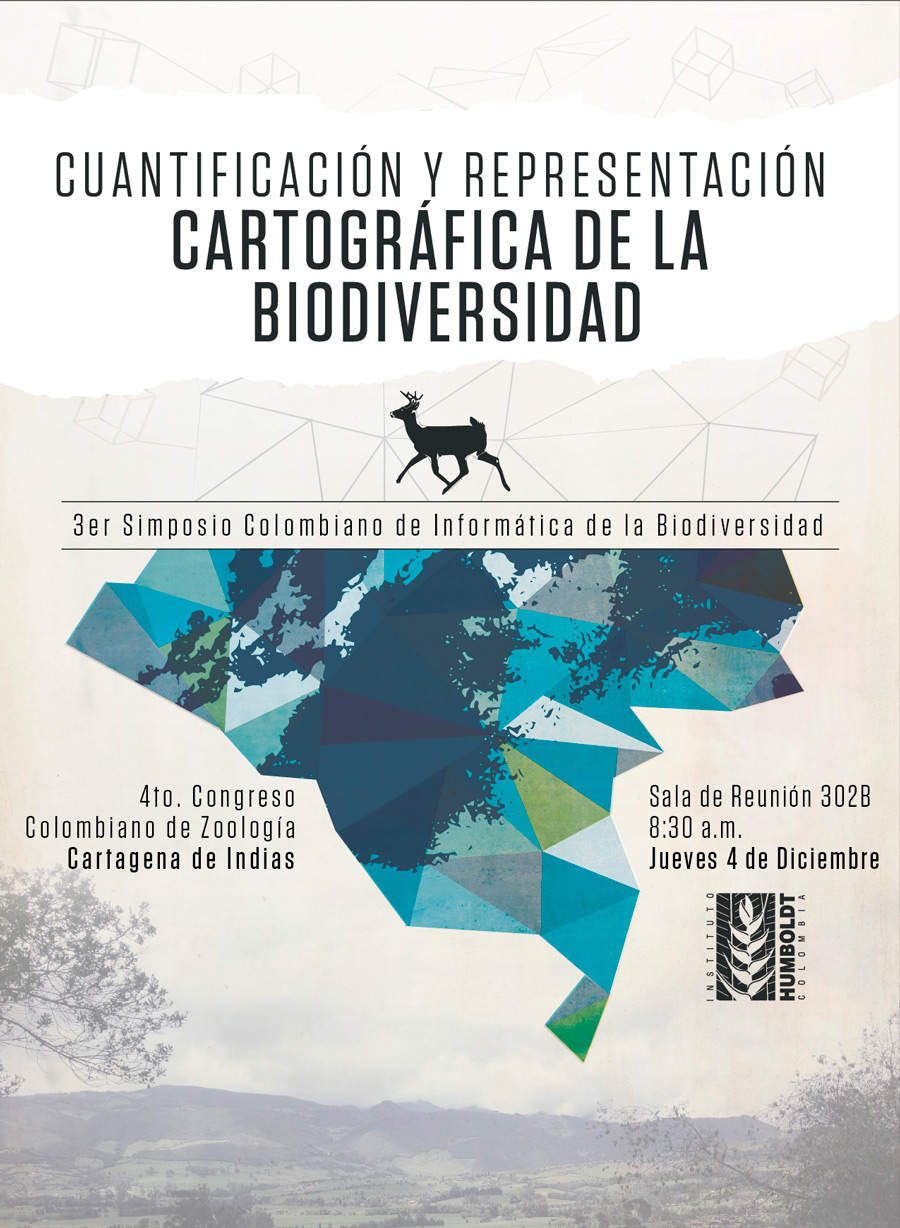 CUANTIFICACIÓN Y REPRESENTACIÓN
CARTOGRÁFICA DE LA
BIODIVERSIDAD
3er Simposio Colombiano de Informática de la Biodiversidad
4to. Congreso
Colombiano de Zoología
Cartagena de Indias
Sala de Reunión 302B
8:30 a.m.
Jueves 4 de Diciembre
INSTITUTO
HUMBOLDT
COLOMBIA